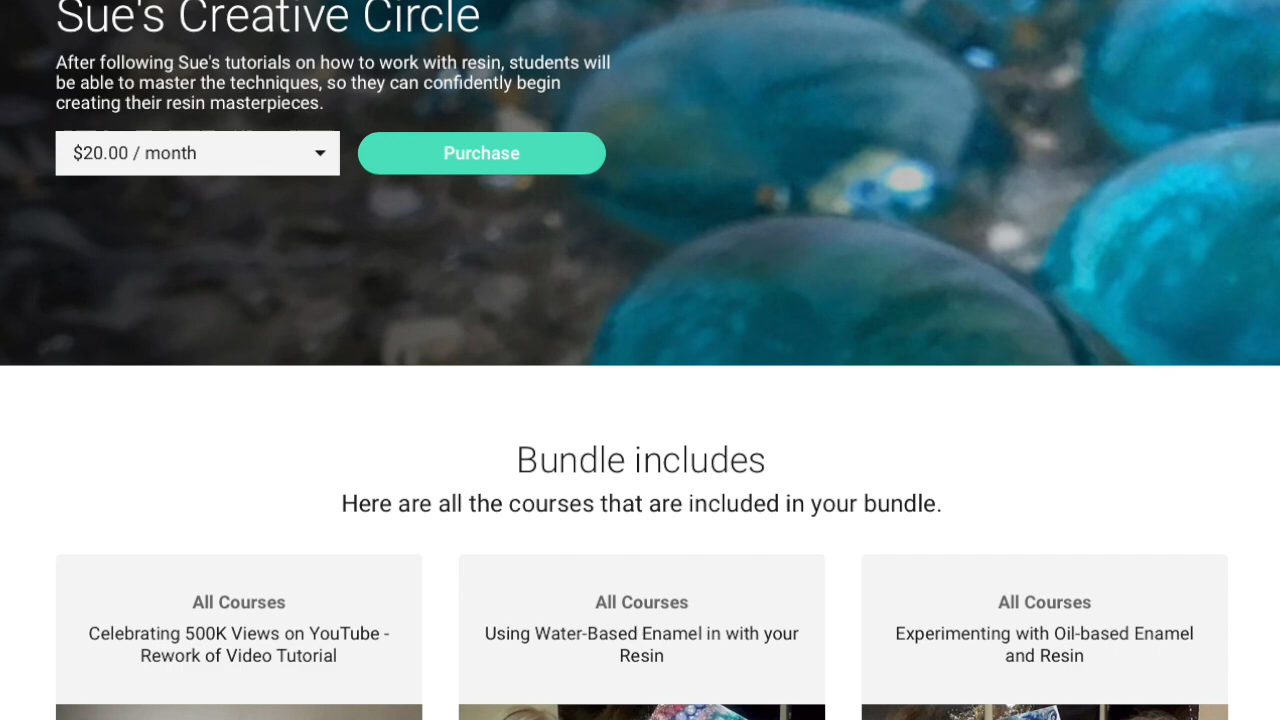 Sue's Creative Circle
After following Sue's tutorials on how to work with resin, students will
be able to master the techniques, so they can confidently begin
creating their resin masterpieces.
$20.00 / month
Purchase
Bundle includes
Here are all the courses that are included in your bundle.
All Courses
Celebrating 500K Views on YouTube -
Rework of Video Tutorial
All Courses
Using Water-Based Enamel in with your
Resin
All Courses
Experimenting with Oil-based Enamel
and Resin